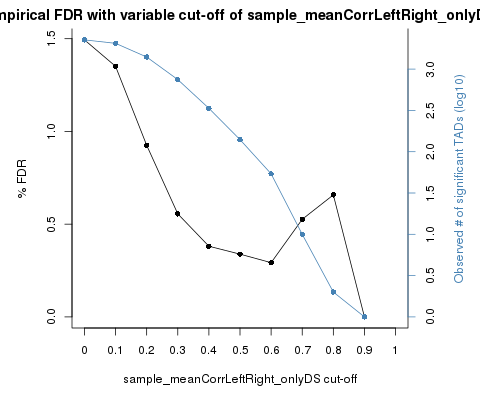 mpirical FDR with variable cut-off of sample_meanCorrLeftRight_onlyD
% FDR
1.5
1.0
0.5
0.0
3.0
2.5
2.0
1.5
1.0
0.5
0.0
Observed # of significant TADs (log10)
0 0.1 0.2 0.3 0.4 0.5 0.6 0.7 0.8 0.9 1
sample_meanCorrLeftRight_onlyDS cut-off